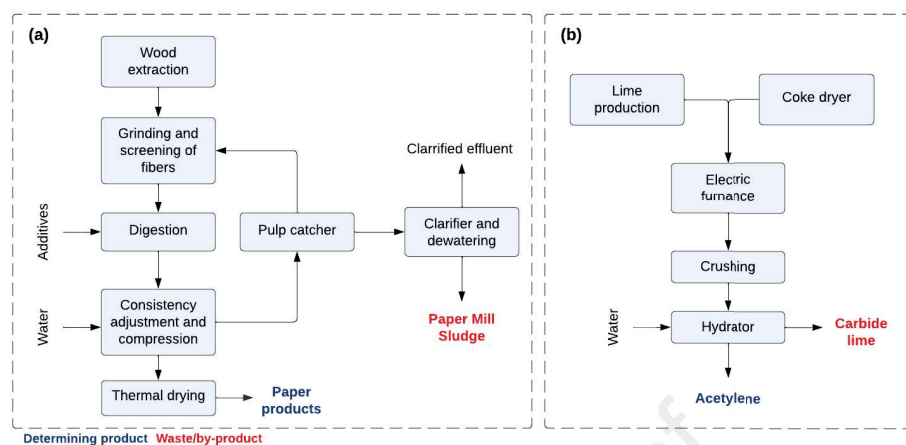 (a)
Wood
extraction
Grinding and
screening of
fibers
Additives
Digestion
Pulp catcher
Clarrified effluent
Clarifier and
dewatering
Water
Consistency
adjustment and
compression
Paper Mill
Sludge
Thermal drying
Paper
products
(b)
Lime
production
Coke dryer
Electric
furnance
Crushing
Water
Hydrator
Carbide
lime
Acetylene
Determining product Waste/by-product